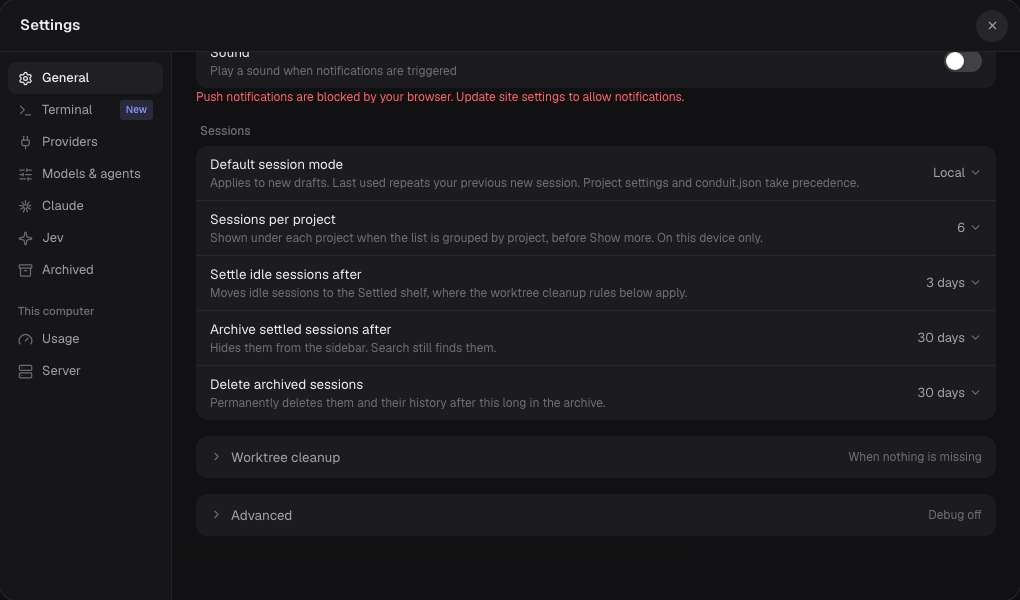 Settings
General
Terminal
New
Providers
Models & agents
Claude
Jev
Archived
This computer
Usage
Server
Sound
Play a sound when notifications are triggered
Push notifications are blocked by your browser. Update site settings to allow notifications.
Sessions
Default session mode
Applies to new drafts. Last used repeats your previous new session. Project settings and conduit.json take precedence.
Local
Sessions per project
Shown under each project when the list is grouped by project, before Show more. On this device only.
6
Settle idle sessions after
Moves idle sessions to the Settled shelf, where the worktree cleanup rules below apply.
3 days
Archive settled sessions after
Hides them from the sidebar. Search still finds them.
30 days
Delete archived sessions
Permanently deletes them and their history after this long in the archive.
30 days
Worktree cleanup
When nothing is missing
Advanced
Debug off